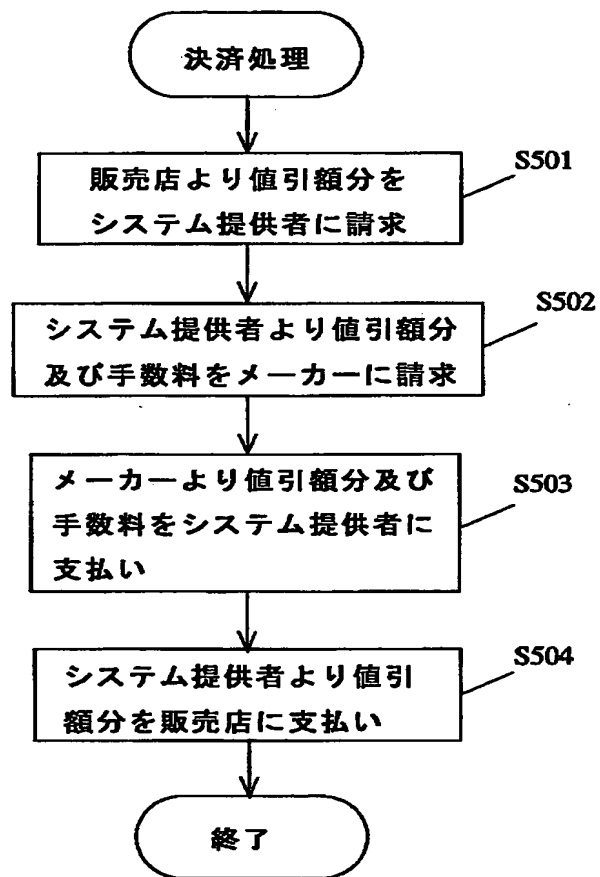 決済処理
販売店より値引額分を
システム提供者に請求
S501
システム提供者より値引額分
及び手数料をメーカーに請求
S502
メーカーより値引額分及び
手数料をシステム提供者に
支払い
S503
システム提供者より値引
額分を販売店に支払い
S504
終了